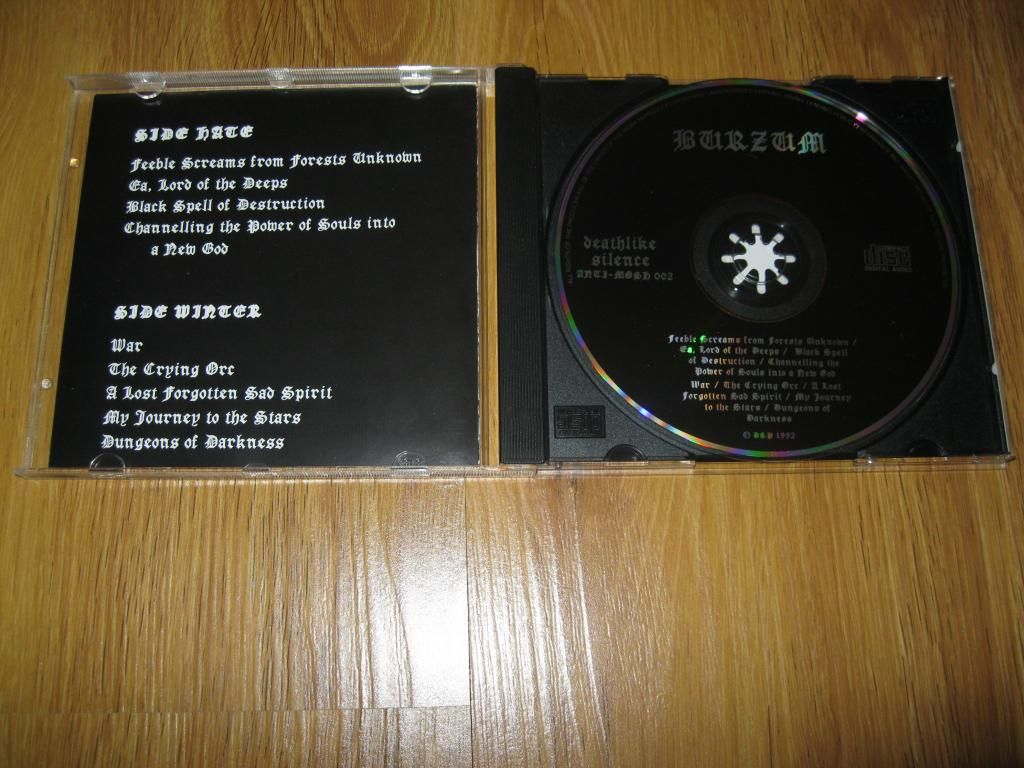 SIDE HATE
Feeble Screams from Forests Unknown
Ea, Lord of the Deeps
Black Spell of Destruction
Channelling the Power of Souls into
a New God
SIDE WINTER
War
The Crying Orc
A Lost Forgotten Sad Spirit
My Journey to the Stars
Dungeons of Darkness
BURZUM
deathlike
silence
ANTI-MOSH 002
COMPACT
disc
DIGITAL AUDIO
Feeble Screams from Forests Unknown /
Ea, Lord of the Deeps / Black Spell
of Destruction / Channelling the
Power of Souls into a New God
War / The Crying Orc / A Lost
Forgotten Sad Spirit / My Journey
to the Stars / Dungeons of
Darkness
1992